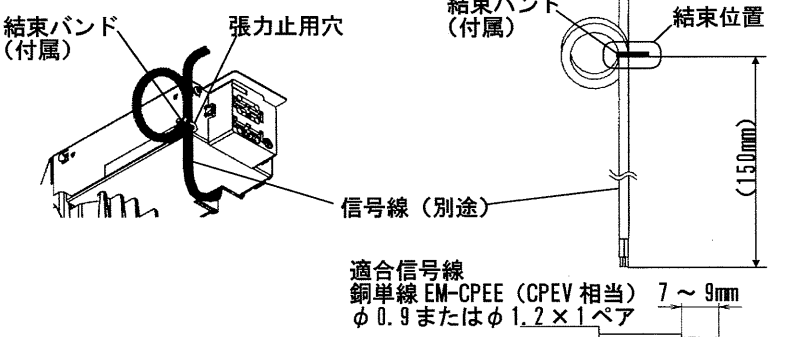 結束バンド
（付属）
張力止用穴
結束バンド
（付属）
結束位置
(150mm)
信号線（別途）
適合信号線
銅単線 EM-CPEE（CPEV 相当）
φ0.9またはφ1.2×1ペア
7～9mm